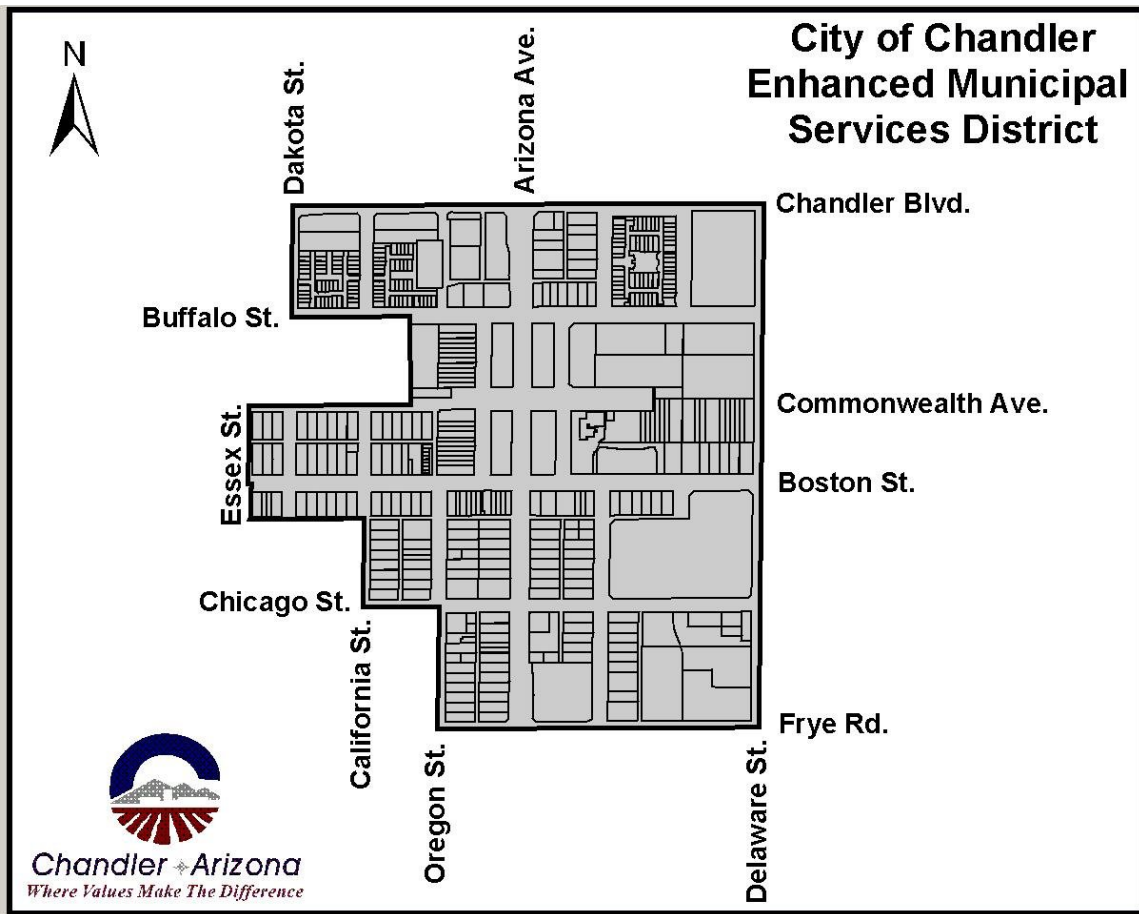 City of Chandler
Enhanced Municipal
Services District
N
Dakota St.
Arizona Ave.
Chandler Blvd.
Buffalo St.
Commonwealth Ave.
Essex St.
Boston St.
Chicago St.
California St.
Oregon St.
Frye Rd.
Delaware St.
Chandler Arizona
Where Values Make The Difference